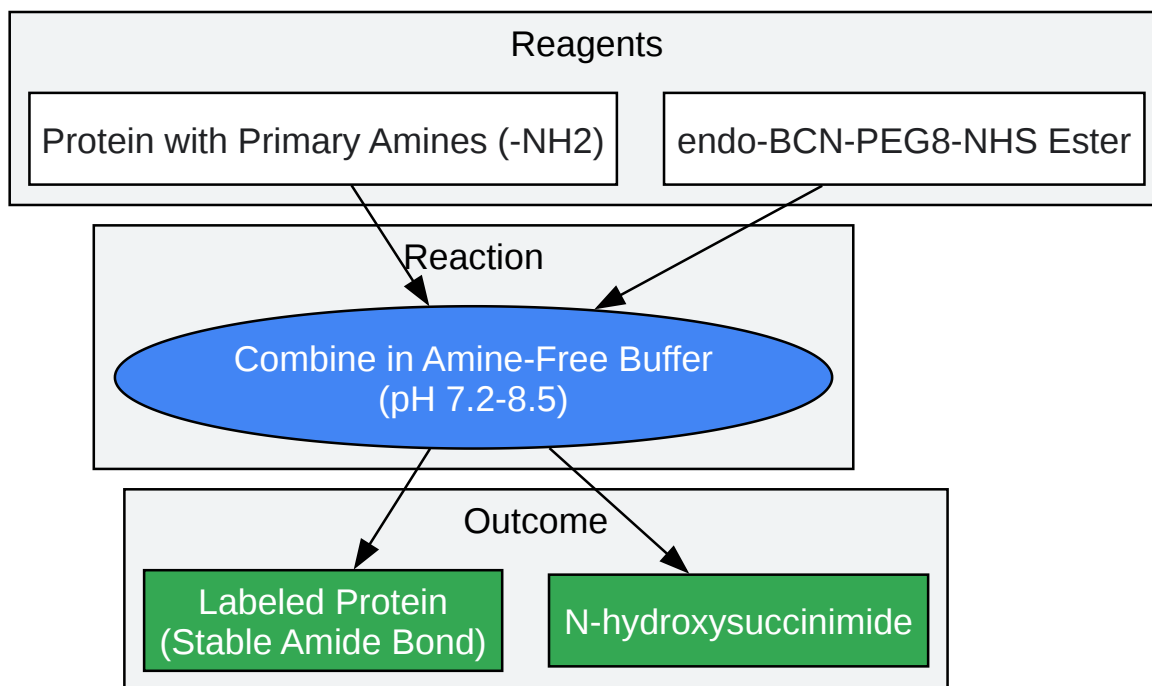 Reagents
Protein with Primary Amines (-NH2)
endo-BCN-PEG8-NHS Ester
Reaction
Combine in Amine-Free Buffer
(pH 7.2-8.5)
Outcome
Labeled Protein
(Stable Amide Bond)
N-hydroxysuccinimide